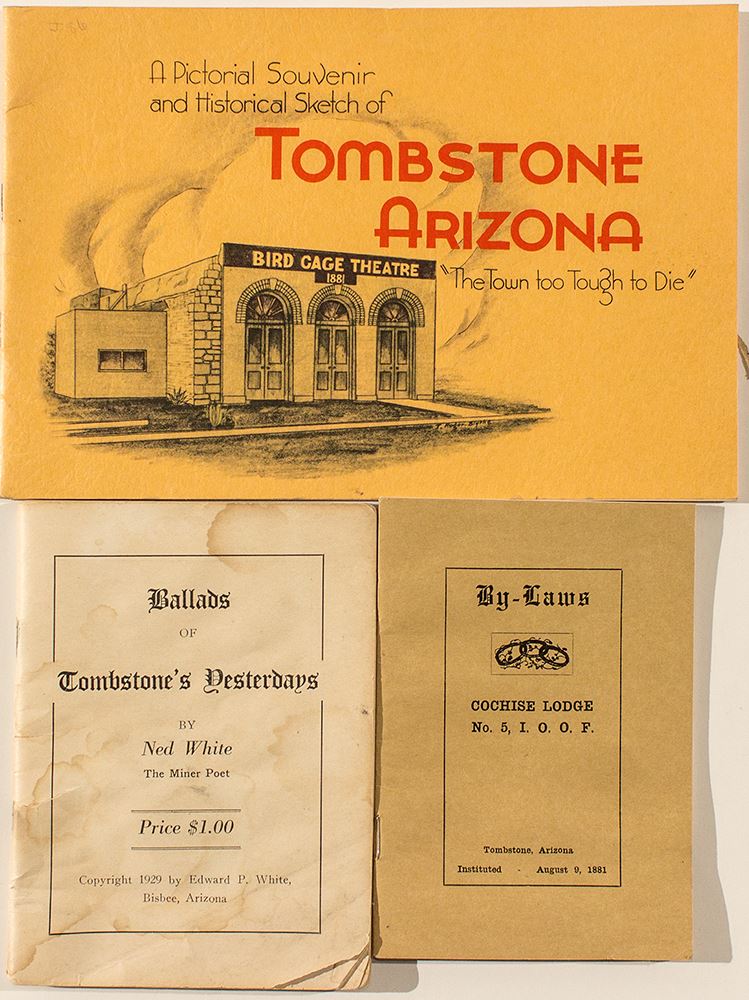 A Pictorial Souvenir
and Historical Sketch of
TOMBSTONE
ARIZONA
"The Town too Tough to Die"
BIRD CAGE THEATRE
1881
Ballads
OF
Tombstone's Yesterdays
BY
Ned White
The Miner Poet
Price $1.00
Copyright 1929 by Edward P. White,
Bisbee, Arizona
By-Laws
COCHISE LODGE
No. 5, I. O. O. F.
Tombstone, Arizona
Instituted - August 9, 1881